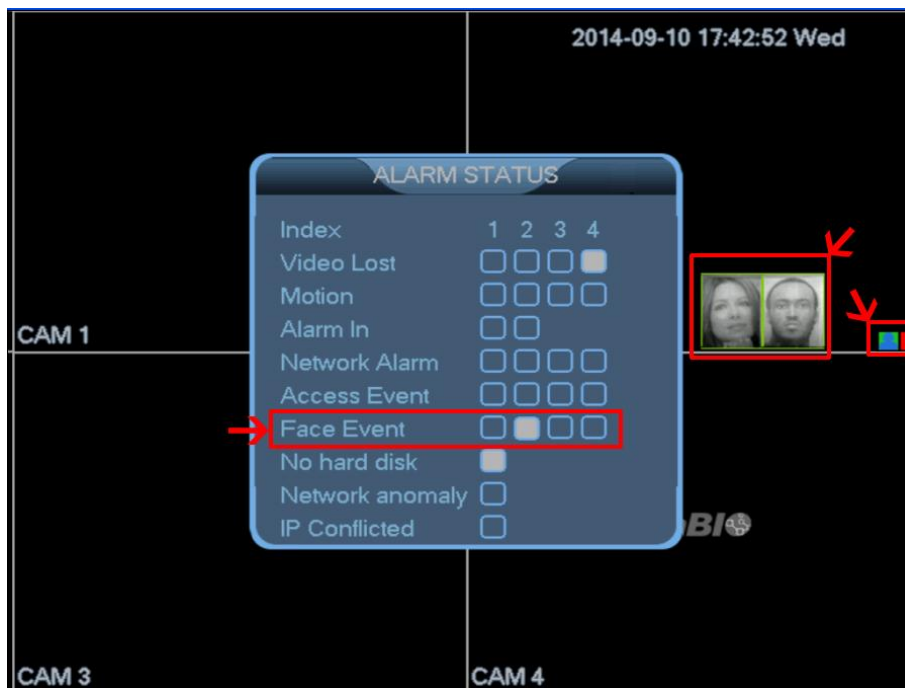 2014-09-10 17:42:52 Wed
ALARM STATUS
Index 1 2 3 4
Video Lost
Motion
Alarm In
CAM 1
Network Alarm
Access Event
Face Event
No hard disk
Network anomaly
IP Conflicted
BI
CAM 3
CAM 4